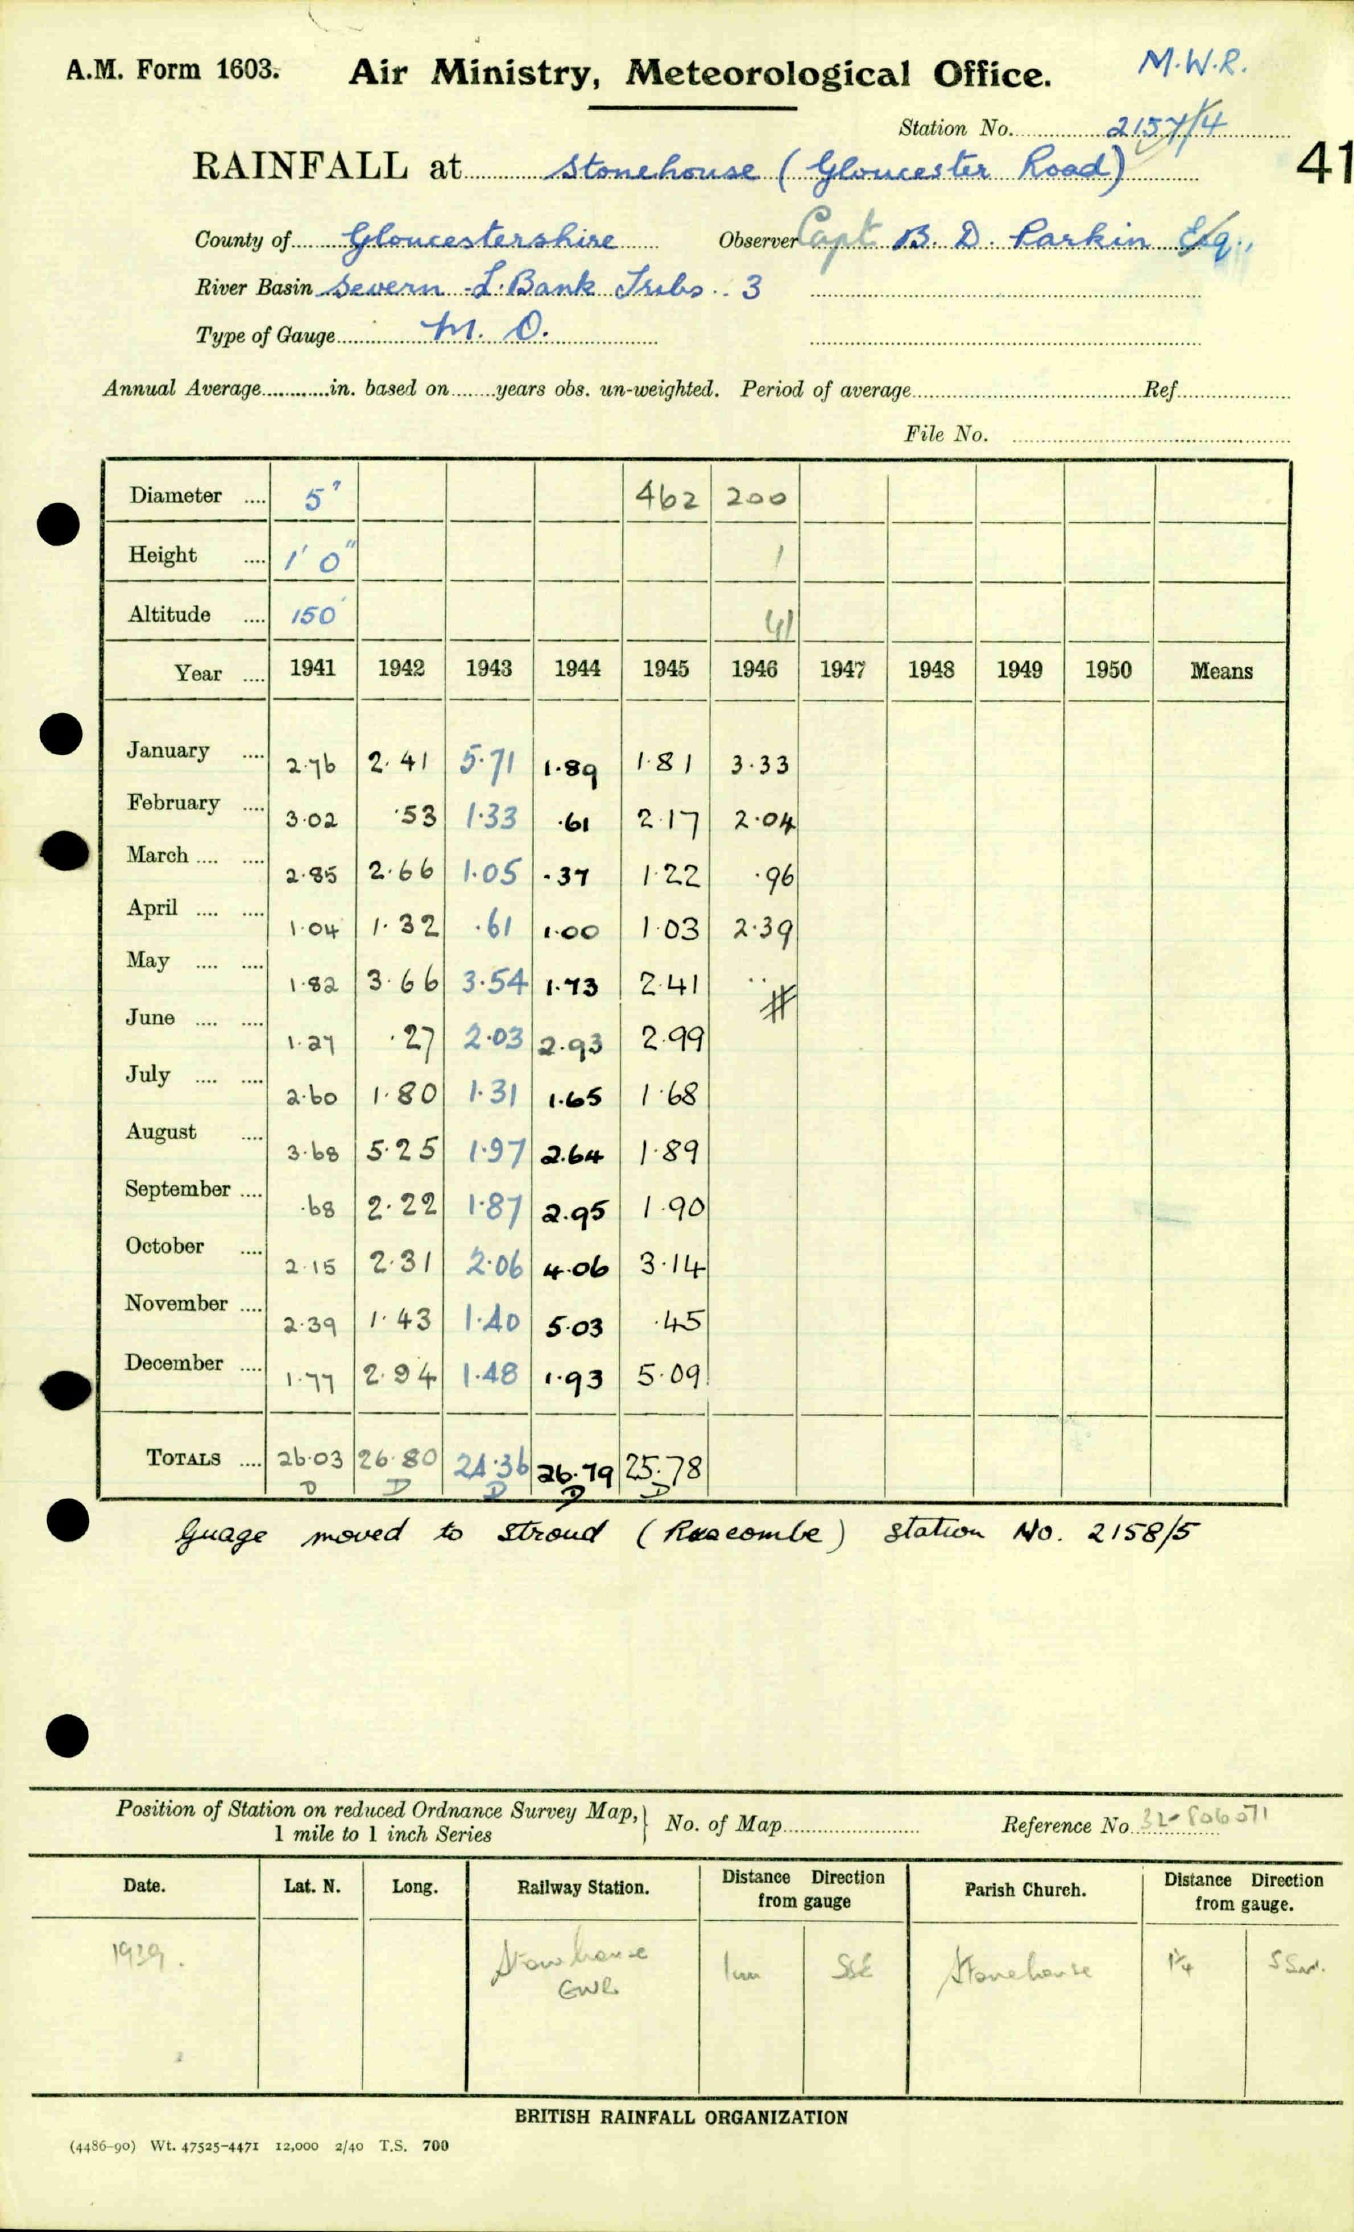 A.M. Form 1603. Air Ministry, Meteorological Office. M.W.R.
Station No. 2157/4
RAINFALL at Stonehouse (Gloucester Road) 41
County of Gloucestershire Observer Capt B. D. Parkin Esq.,
River Basin Severn - L. Bank Tribs. 3
Type of Gauge M. O.
Annual Average in. based on years obs. un-weighted. Period of average Ref
File No.
Diameter 5" 462 200
Height 1' 0" 1
Altitude 150' 41
Year 1941 1942 1943 1944 1945 1946 1947 1948 1949 1950 Means
January 2.76 2.41 5.71 1.89 1.81 3.33
February 3.02 .53 1.33 .61 2.17 2.04
March 2.85 2.66 1.05 .37 1.22 .96
April 1.04 1.32 .61 1.00 1.03 2.39
May 1.82 3.66 3.54 1.73 2.41 ..
June 1.27 .27 2.03 2.93 2.99
July 2.60 1.80 1.31 1.65 1.68
August 3.68 5.25 1.97 2.64 1.89
September .68 2.22 1.87 2.95 1.90
October 2.15 2.31 2.06 4.06 3.14
November 2.39 1.43 1.40 5.03 .45
December 1.77 2.94 1.48 1.93 5.09
TOTALS 26.03 26.80 24.36 26.79 25.78
D D D D D
Guage moved to Stroud (Ruscombe) Station No. 2158/5
Position of Station on reduced Ordnance Survey Map,
1 mile to 1 inch Series
No. of Map Reference No 32-806071
Date. Lat. N. Long. Railway Station. Distance Direction from gauge Parish Church. Distance Direction from gauge.
1939. Stonehouse GWR 1m SSE Stonehouse 1¼ SSW.
BRITISH RAINFALL ORGANIZATION
(4486-90) Wt. 47525-4471 12,000 2/40 T.S. 700